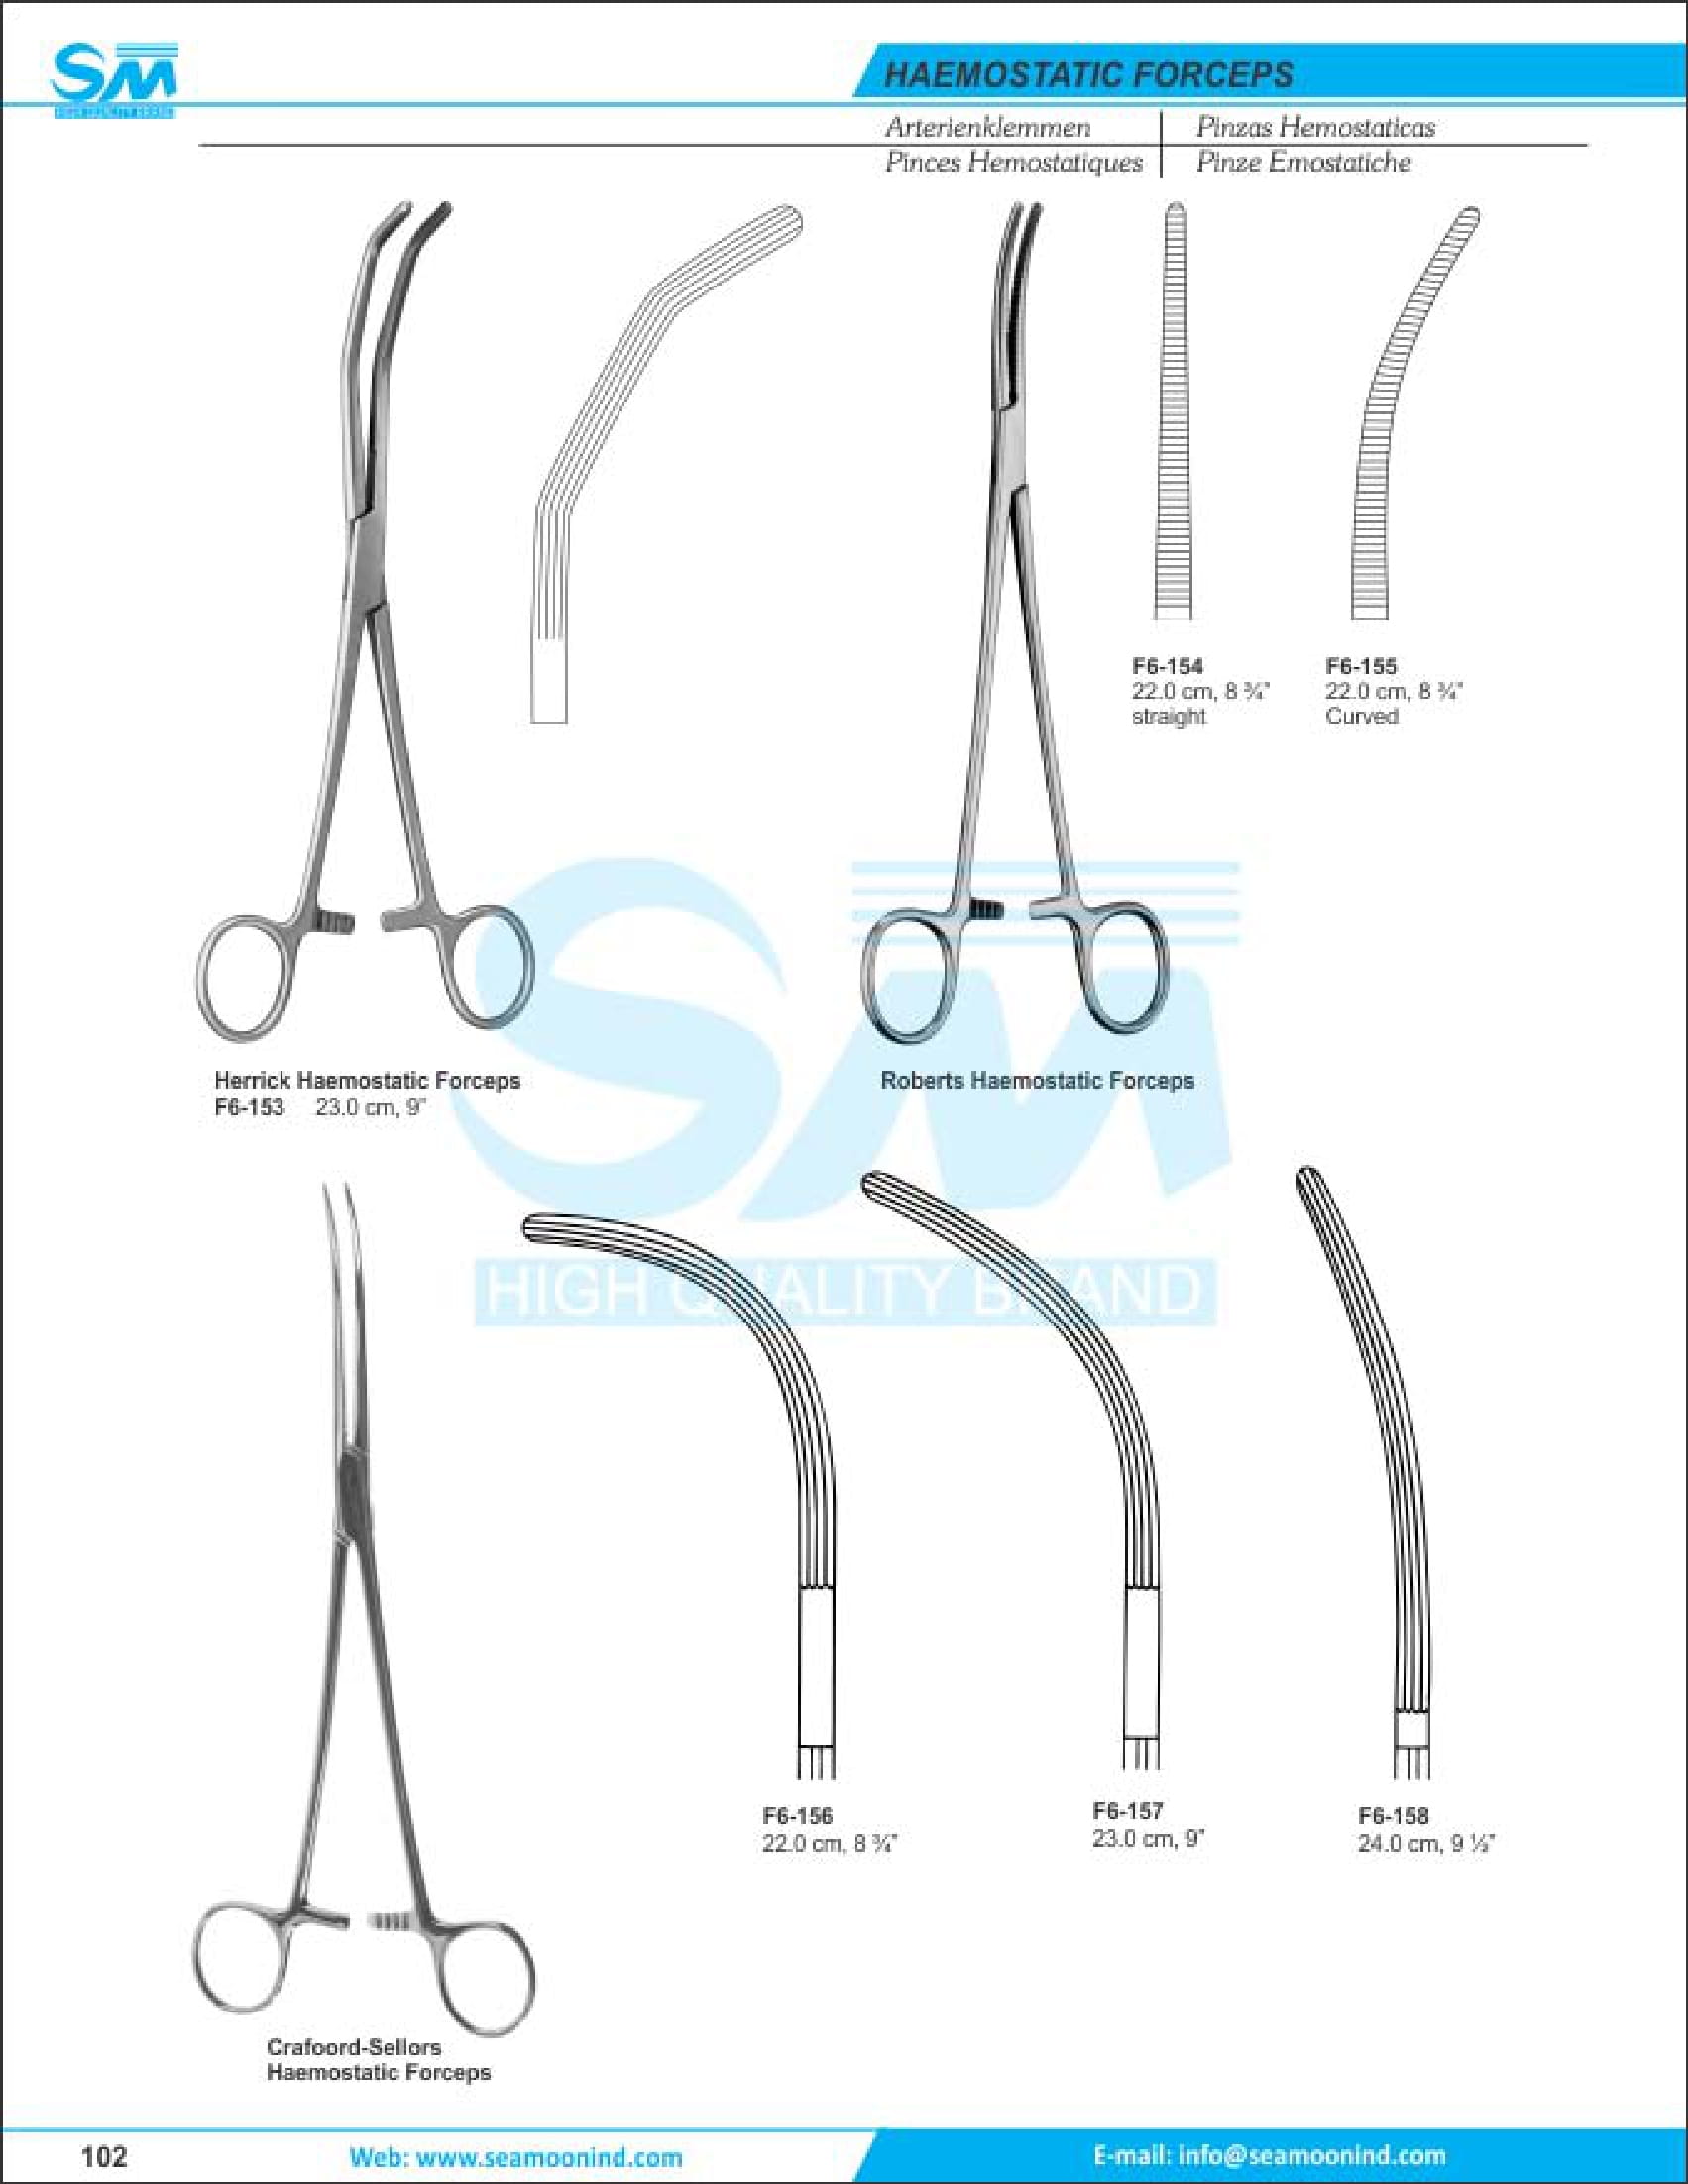 SM
HAEMOSTATIC FORCEPS
Arterienklemmen
Pinzas Hemostaticas
Pinces Hemostatiques
Pinze Emostatiche
F6-154
22.0 cm, 8 ¾"
straight
F6-155
22.0 cm, 8 ¾"
Curved
Herrick Haemostatic Forceps
F6-153 23.0 cm, 9"
Roberts Haemostatic Forceps
SM
HIGH QUALITY BRAND
F6-156
22.0 cm, 8 ¾"
F6-157
23.0 cm, 9"
F6-158
24.0 cm, 9 ½"
Crafoord-Sellors
Haemostatic Forceps
102
Web: www.seamoonind.com
E-mail: info@seamoonind.com